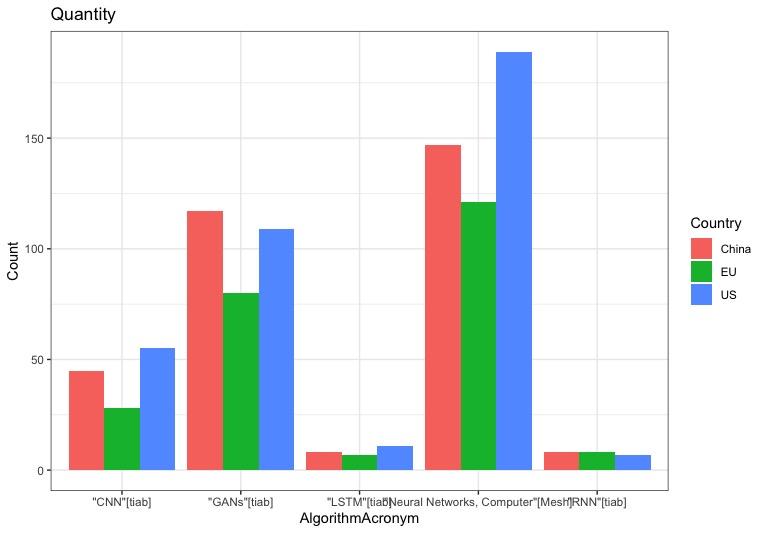 Quantity
150
100
50
0
Count
"CNN"[tiab] "GANs"[tiab] "LSTM"[tiab] "Neural Networks, Computer"[Mesh] "RNN"[tiab]
AlgorithmAcronym
Country
China
EU
US